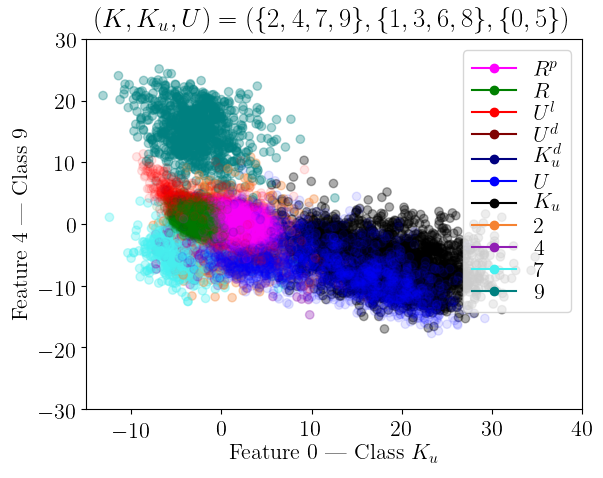 (K, K_u, U) = ({2, 4, 7, 9}, {1, 3, 6, 8}, {0, 5})
30
20
10
0
−10
−20
−30
Feature 4 — Class 9
R^p
R
U^l
U^d
K_u^d
U
K_u
2
4
7
9
−10
0
10
20
30
40
Feature 0 — Class K_u